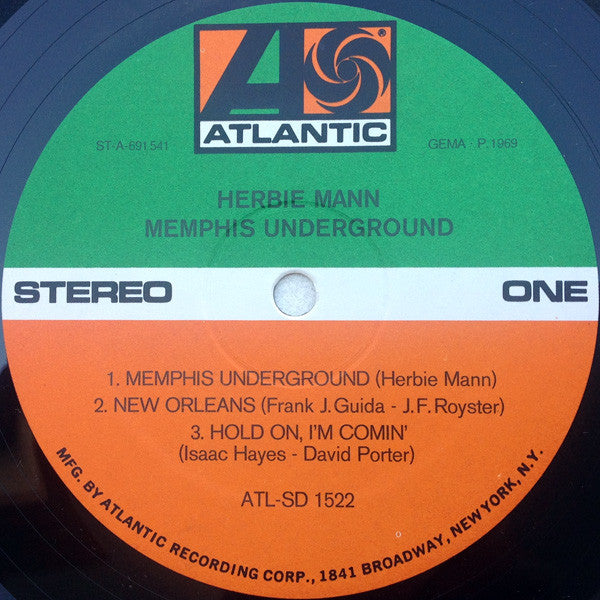 ATLANTIC
ST-A-691541
GEMA · P. 1969
HERBIE MANN
MEMPHIS UNDERGROUND
STEREO
ONE
1. MEMPHIS UNDERGROUND (Herbie Mann)
2. NEW ORLEANS (Frank J. Guida - J. F. Royster)
3. HOLD ON, I'M COMIN'
(Isaac Hayes - David Porter)
ATL-SD 1522
MFG. BY ATLANTIC RECORDING CORP., 1841 BROADWAY, NEW YORK, N.Y.